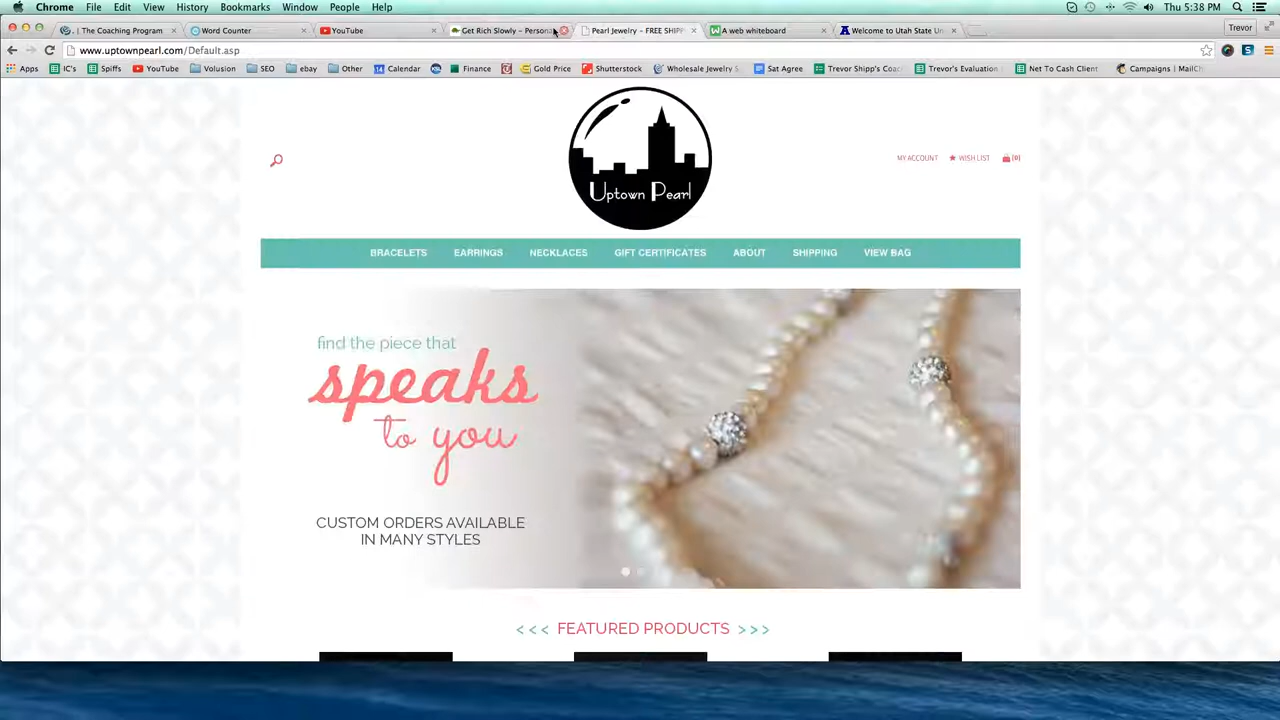 Chrome File Edit View History Bookmarks Window People Help Thu 5:38 PM
. | The Coaching Program Word Counter YouTube Get Rich Slowly – Persona Pearl Jewelry – FREE SHIPP A web whiteboard Welcome to Utah State Uni Trevor
www.uptownpearl.com/Default.asp
Apps IC's Spiffs YouTube Volusion SEO ebay Other Calendar Finance Gold Price Shutterstock Wholesale Jewelry S Sat Agree Trevor Shipp's Coac Trevor's Evaluation Net To Cash Client Campaigns | MailCh
MY ACCOUNT WISH LIST (0)
Uptown Pearl
BRACELETS EARRINGS NECKLACES GIFT CERTIFICATES ABOUT SHIPPING VIEW BAG
find the piece that
speaks
to you
CUSTOM ORDERS AVAILABLE
IN MANY STYLES
< < < FEATURED PRODUCTS > > >